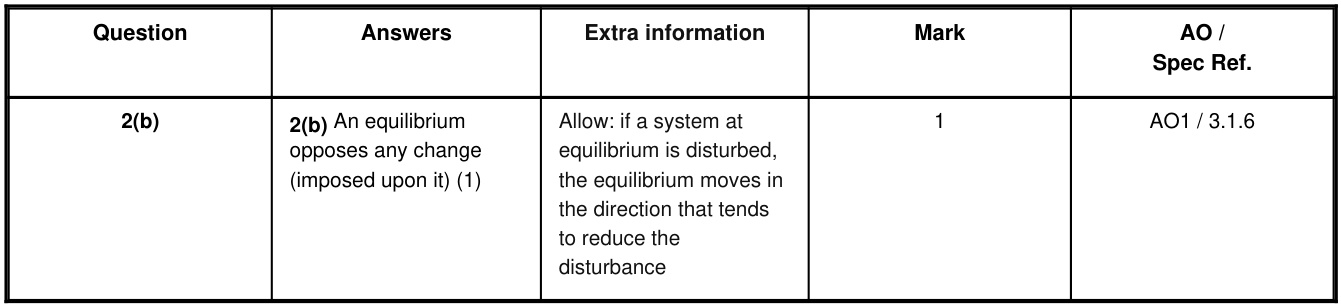 Question
Answers
Extra information
Mark
AO /
Spec Ref.
2(b)
2(b) An equilibrium
opposes any change
(imposed upon it) (1)
Allow: if a system at
equilibrium is disturbed,
the equilibrium moves in
the direction that tends
to reduce the
disturbance
1
AO1 / 3.1.6